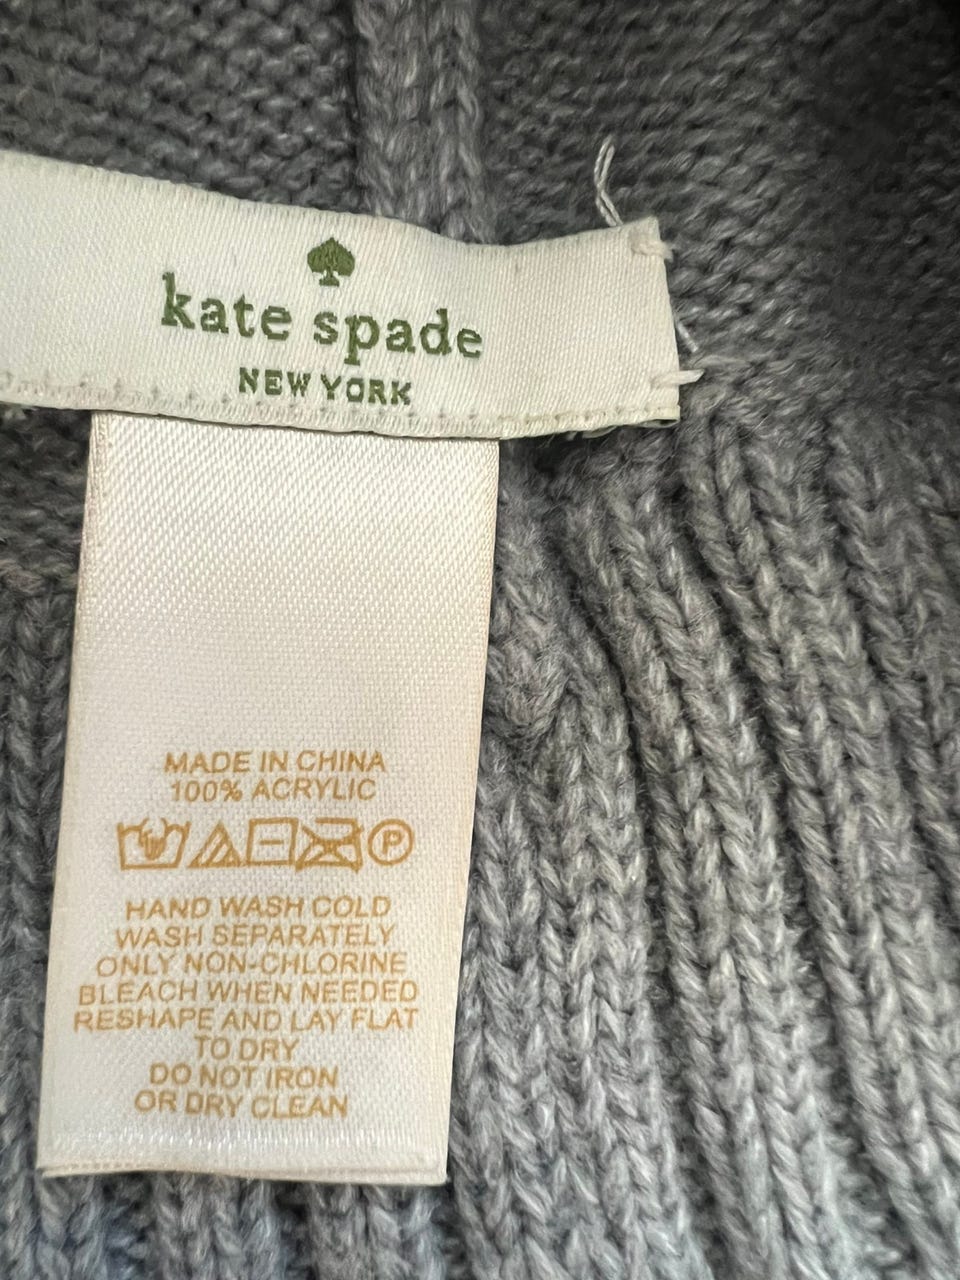 kate spade
NEW YORK
MADE IN CHINA
100% ACRYLIC
P
HAND WASH COLD
WASH SEPARATELY
ONLY NON-CHLORINE
BLEACH WHEN NEEDED
RESHAPE AND LAY FLAT
TO DRY
DO NOT IRON
OR DRY CLEAN